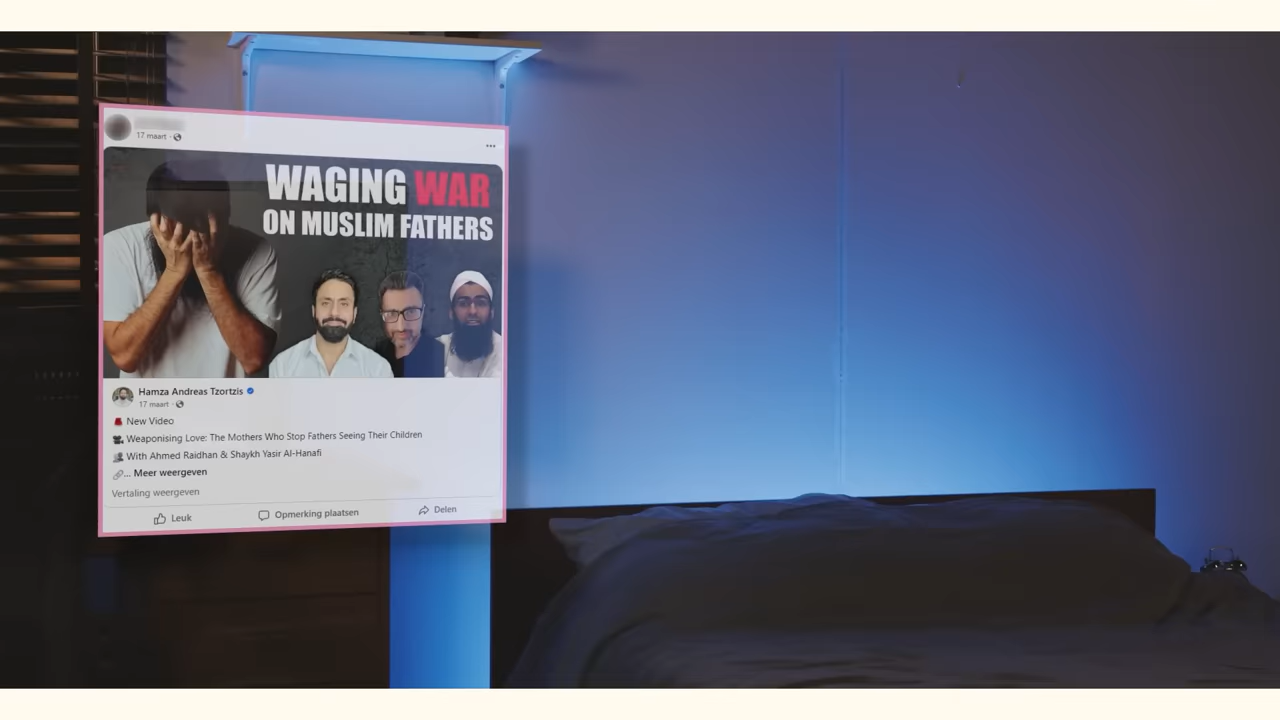 17 maart
WAGING WAR
ON MUSLIM FATHERS
Hamza Andreas Tzortzis
17 maart
New Video
Weaponising Love: The Mothers Who Stop Fathers Seeing Their Children
With Ahmed Raidhan & Shaykh Yasir Al-Hanafi
... Meer weergeven
Vertaling weergeven
Leuk
Opmerking plaatsen
Delen